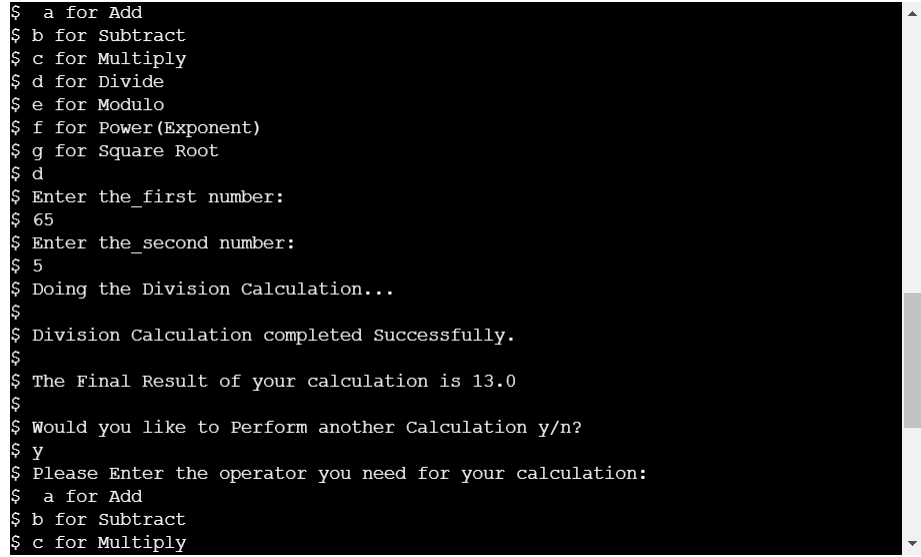 $  a for Add
$ b for Subtract
$ c for Multiply
$ d for Divide
$ e for Modulo
$ f for Power(Exponent)
$ g for Square Root
$ d
$ Enter the_first number:
$ 65
$ Enter the_second number:
$ 5
$ Doing the Division Calculation...
$
$ Division Calculation completed Successfully.
$
$ The Final Result of your calculation is 13.0
$
$ Would you like to Perform another Calculation y/n?
$ y
$ Please Enter the operator you need for your calculation:
$  a for Add
$ b for Subtract
$ c for Multiply